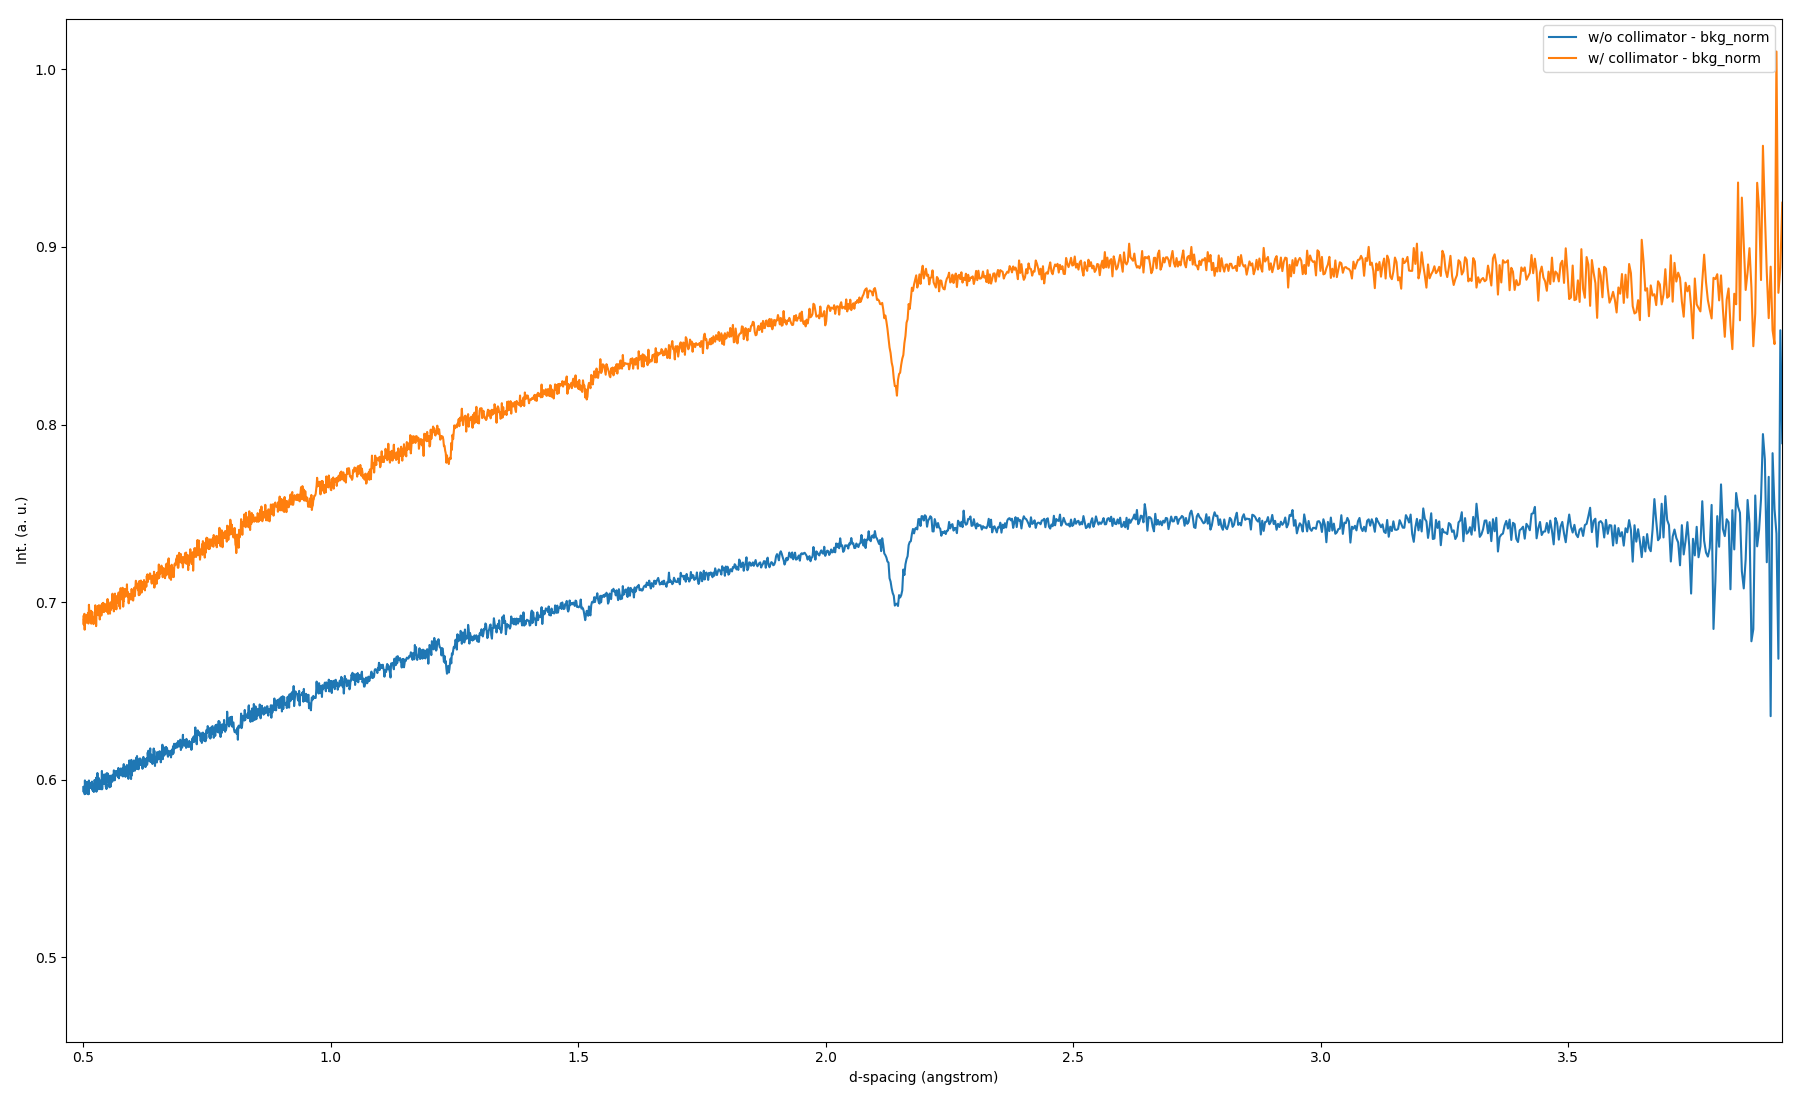 w/o collimator - bkg_norm
w/ collimator - bkg_norm
1.0
0.9
0.8
0.7
0.6
0.5
Int. (a. u.)
0.5 1.0 1.5 2.0 2.5 3.0 3.5
d-spacing (angstrom)